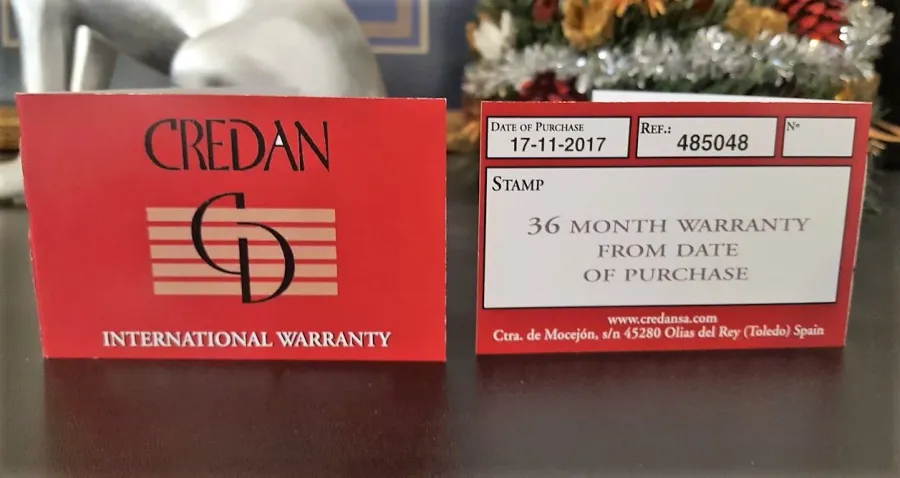 CREDAN
CD
INTERNATIONAL WARRANTY
DATE OF PURCHASE
17-11-2017
REF.:
485048
Nº
STAMP
36 MONTH WARRANTY
FROM DATE
OF PURCHASE
www.credansa.com
Ctra. de Mocejón, s/n 45280 Olias del Rey (Toledo) Spain